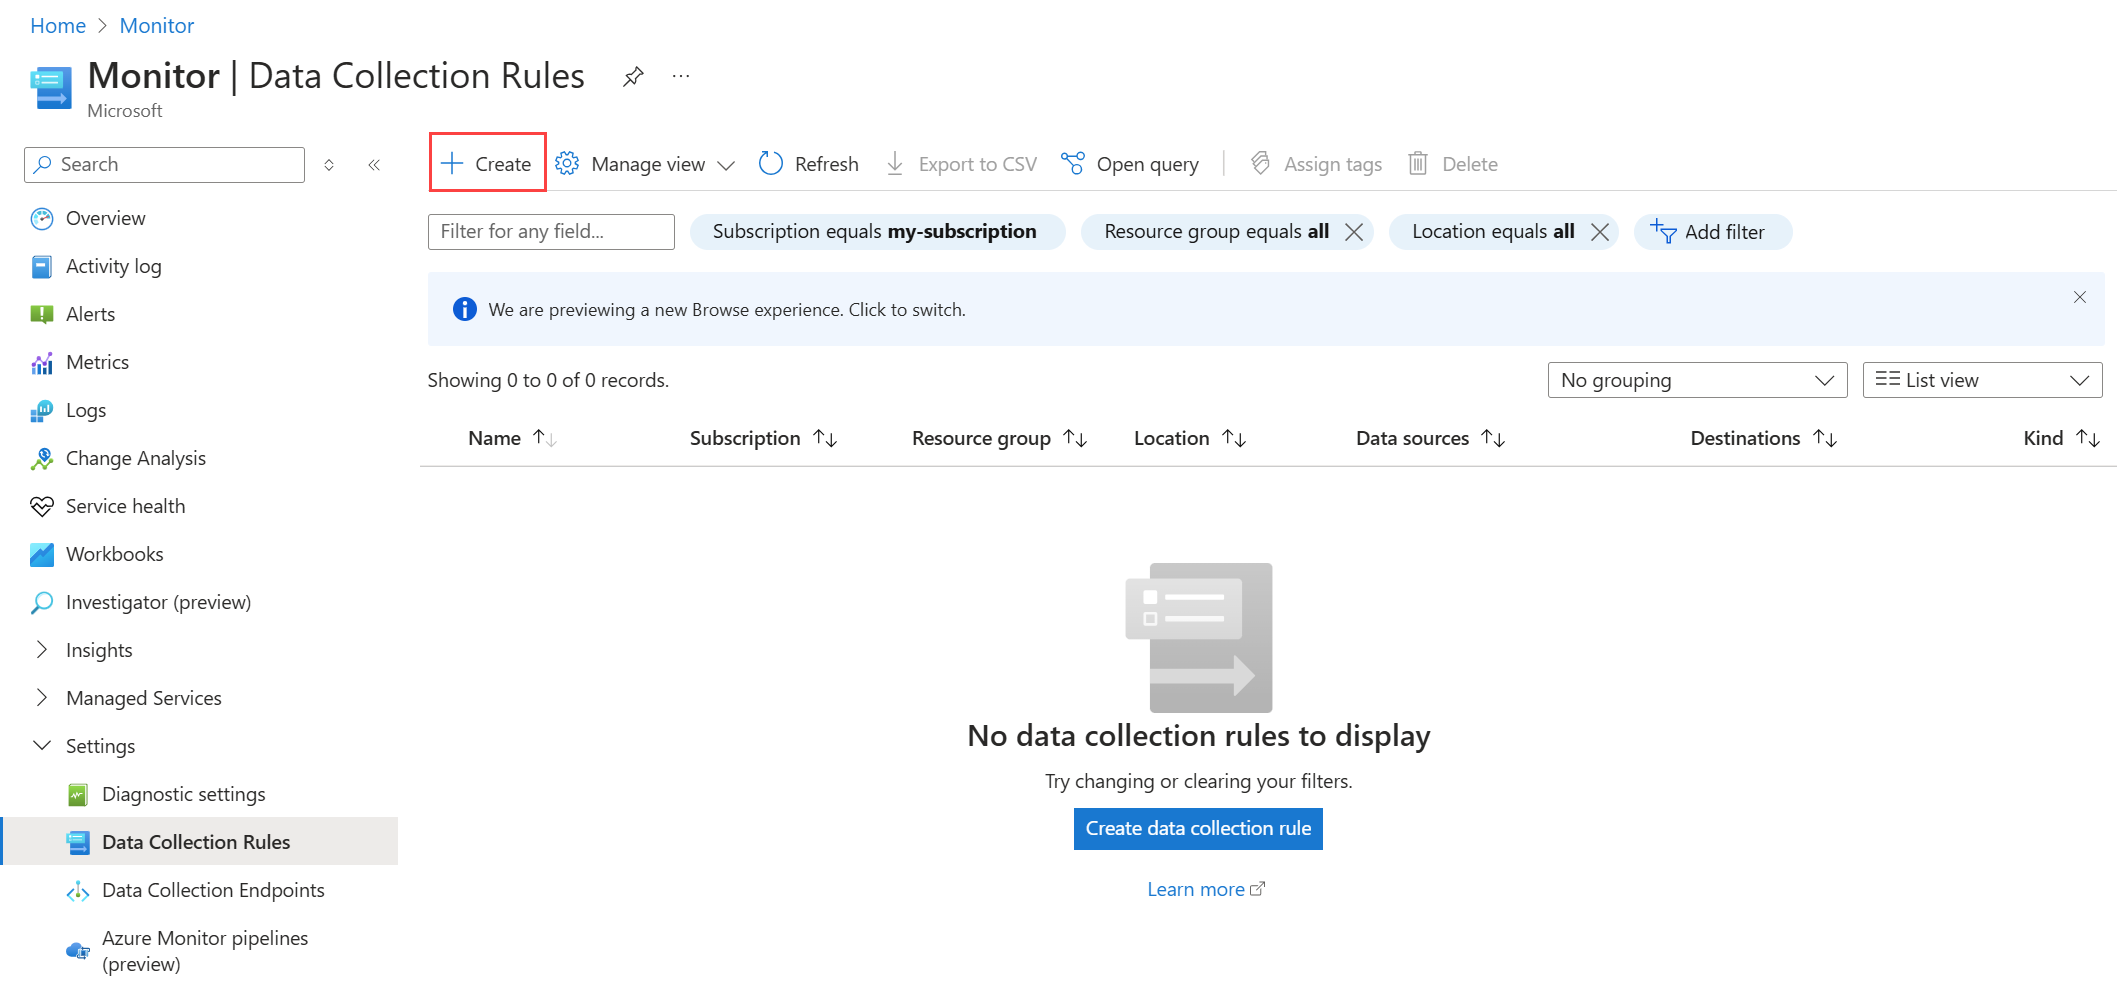 Home > Monitor
Monitor | Data Collection Rules
Microsoft
Search
Overview
Activity log
Alerts
Metrics
Logs
Change Analysis
Service health
Workbooks
Investigator (preview)
Insights
Managed Services
Settings
Diagnostic settings
Data Collection Rules
Data Collection Endpoints
Azure Monitor pipelines
(preview)
Create Manage view Refresh Export to CSV Open query Assign tags Delete
Filter for any field... Subscription equals my-subscription Resource group equals all Location equals all Add filter
We are previewing a new Browse experience. Click to switch.
Showing 0 to 0 of 0 records. No grouping List view
Name Subscription Resource group Location Data sources Destinations Kind
No data collection rules to display
Try changing or clearing your filters.
Create data collection rule
Learn more